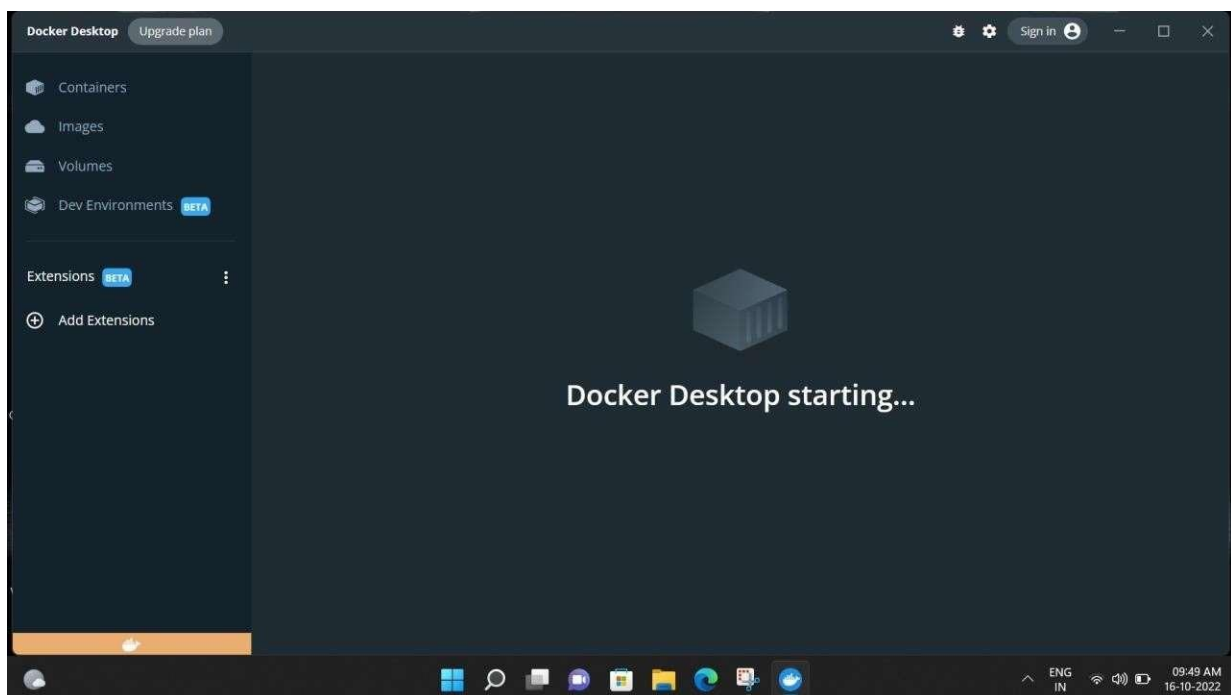 Docker Desktop Upgrade plan Sign in
Containers
Images
Volumes
Dev Environments BETA
Extensions BETA
Add Extensions
Docker Desktop starting...
ENG
IN
09:49 AM
16-10-2022